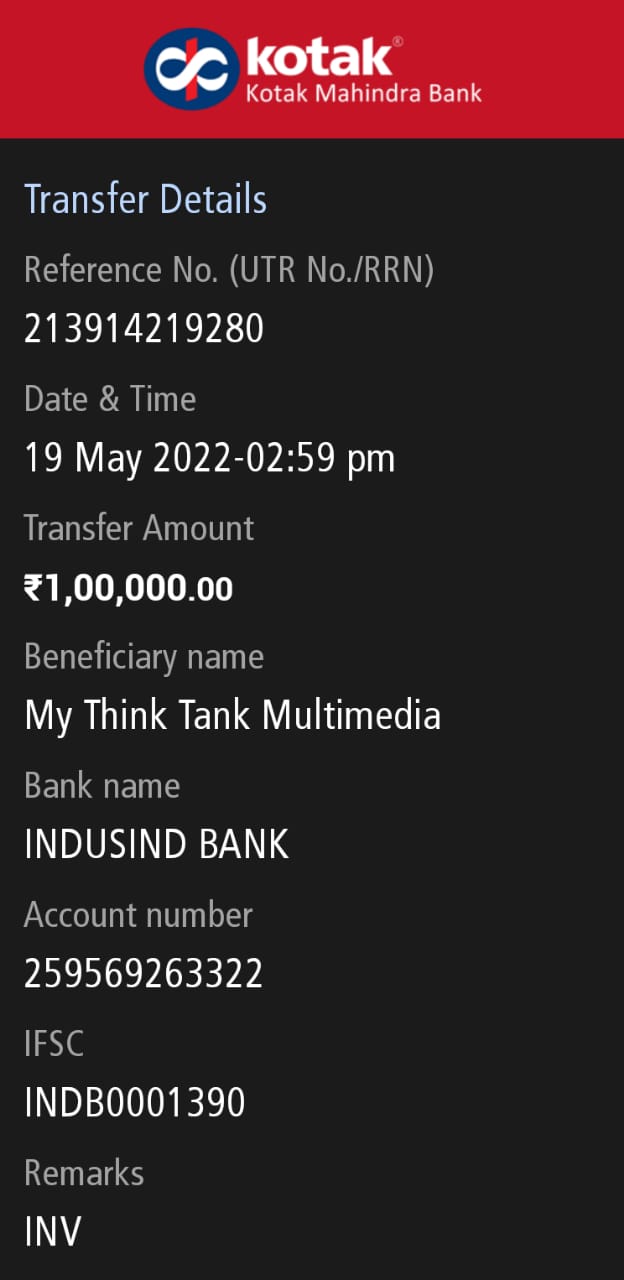 kotak®
Kotak Mahindra Bank
Transfer Details
Reference No. (UTR No./RRN)
213914219280
Date & Time
19 May 2022-02:59 pm
Transfer Amount
₹1,00,000.00
Beneficiary name
My Think Tank Multimedia
Bank name
INDUSIND BANK
Account number
259569263322
IFSC
INDB0001390
Remarks
INV